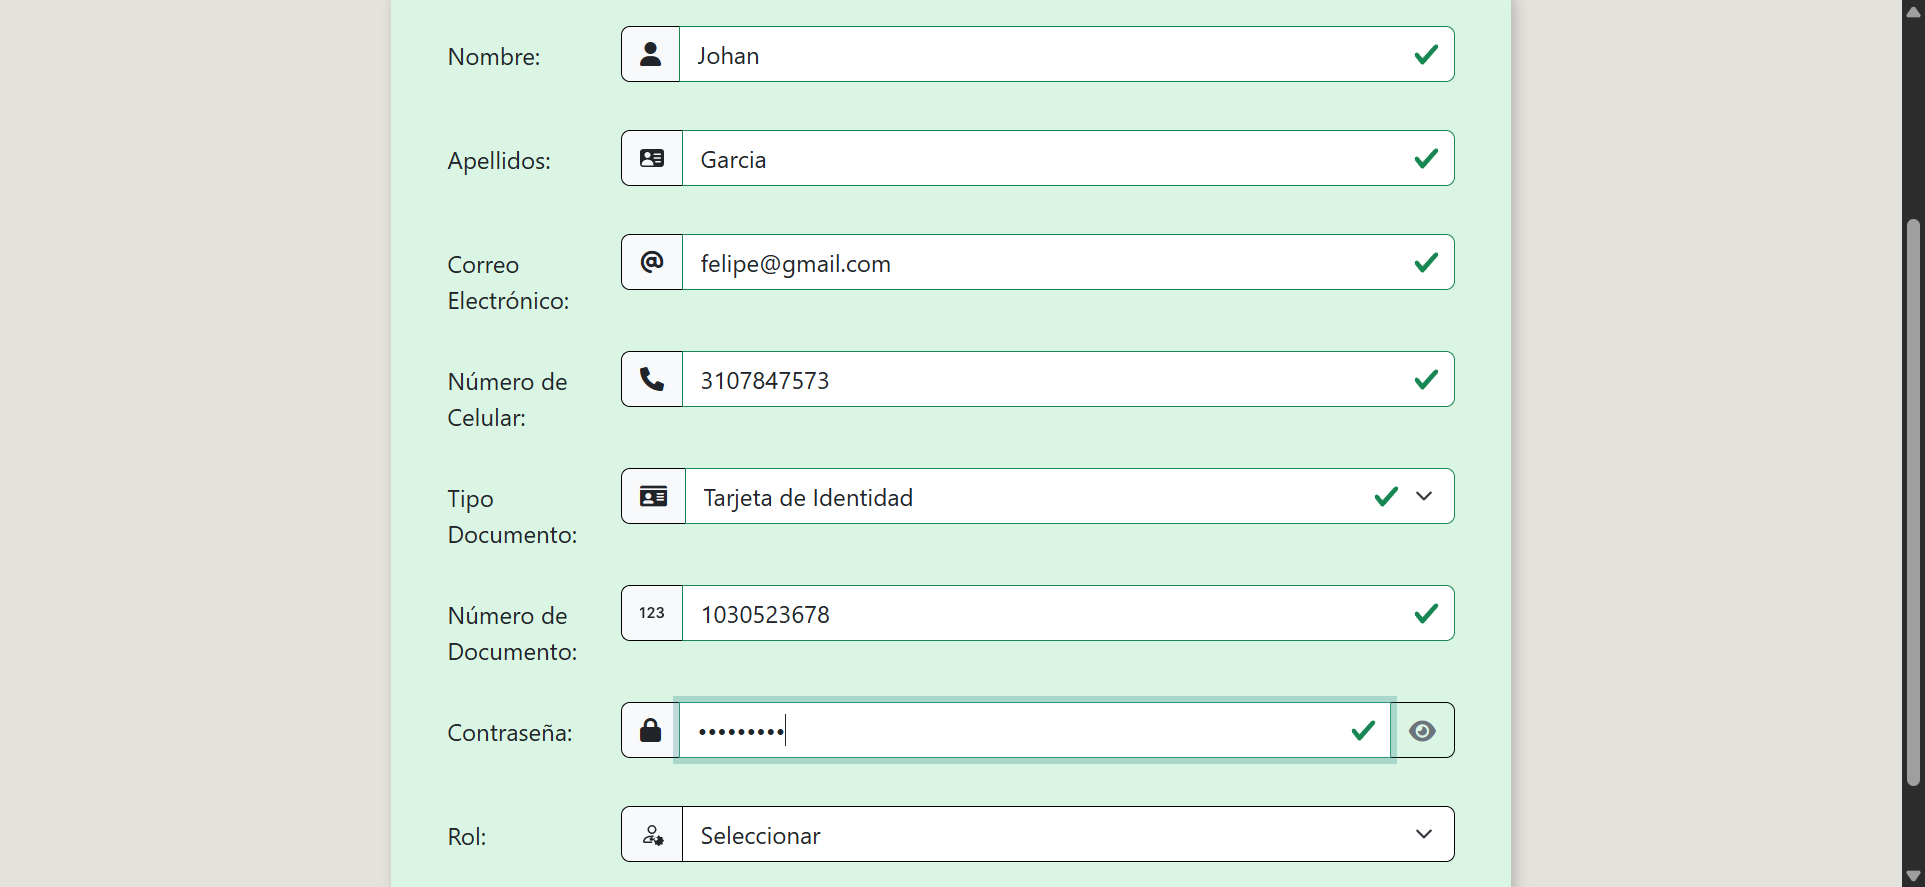 Nombre:
Johan
Apellidos:
Garcia
Correo
Electrónico:
felipe@gmail.com
Número de
Celular:
3107847573
Tipo
Documento:
Tarjeta de Identidad
Número de
Documento:
123
1030523678
Contraseña:
•••••••••
Rol:
Seleccionar